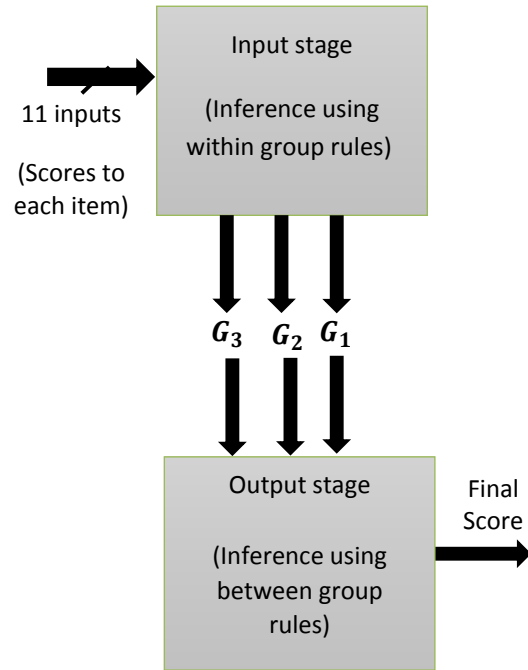 Input stage
(Inference using
within group rules)
11 inputs
(Scores to
each item)
G3 G2 G1
Output stage
(Inference using
between group
rules)
Final
Score